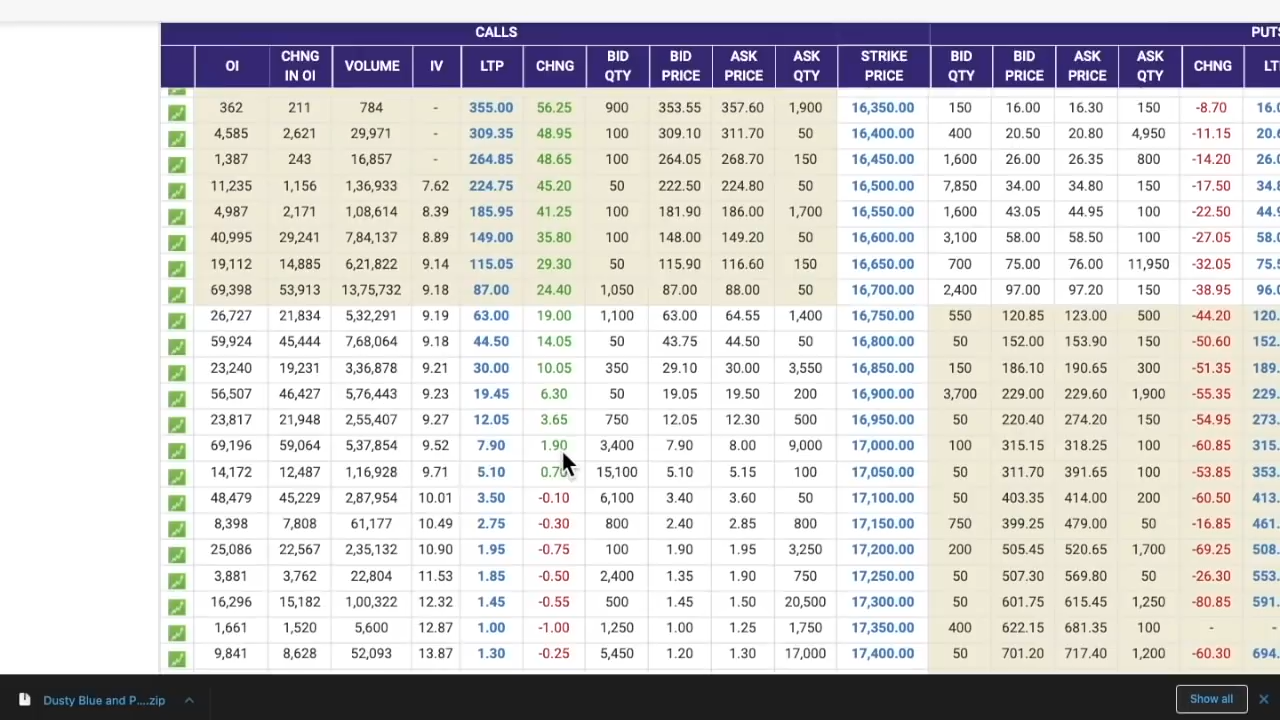 CALLS PUTS
OI CHNG IN OI VOLUME IV LTP CHNG BID QTY BID PRICE ASK PRICE ASK QTY STRIKE PRICE BID QTY BID PRICE ASK PRICE ASK QTY CHNG LT
362 211 784 - 355.00 56.25 900 353.55 357.60 1,900 16,350.00 150 16.00 16.30 150 -8.70 16.0
4,585 2,621 29,971 - 309.35 48.95 100 309.10 311.70 50 16,400.00 400 20.50 20.80 4,950 -11.15 20.6
1,387 243 16,857 - 264.85 48.65 100 264.05 268.70 150 16,450.00 1,600 26.00 26.35 800 -14.20 26.0
11,235 1,156 1,36,933 7.62 224.75 45.20 50 222.50 224.80 50 16,500.00 7,850 34.00 34.80 150 -17.50 34.8
4,987 2,171 1,08,614 8.39 185.95 41.25 100 181.90 186.00 1,700 16,550.00 1,600 43.05 44.95 100 -22.50 44.9
40,995 29,241 7,84,137 8.89 149.00 35.80 100 148.00 149.20 50 16,600.00 3,100 58.00 58.50 100 -27.05 58.0
19,112 14,885 6,21,822 9.14 115.05 29.30 50 115.90 116.60 150 16,650.00 700 75.00 76.00 11,950 -32.05 75.5
69,398 53,913 13,75,732 9.18 87.00 24.40 1,050 87.00 88.00 50 16,700.00 2,400 97.00 97.20 150 -38.95 96.0
26,727 21,834 5,32,291 9.19 63.00 19.00 1,100 63.00 64.55 1,400 16,750.00 550 120.85 123.00 500 -44.20 120.
59,924 45,444 7,68,064 9.18 44.50 14.05 50 43.75 44.50 50 16,800.00 50 152.00 153.90 150 -50.60 152.
23,240 19,231 3,36,878 9.21 30.00 10.05 350 29.10 30.00 3,550 16,850.00 150 186.10 190.65 300 -51.35 189.
56,507 46,427 5,76,443 9.23 19.45 6.30 50 19.05 19.50 200 16,900.00 3,700 229.00 229.60 1,900 -55.35 229.
23,817 21,948 2,55,407 9.27 12.05 3.65 750 12.05 12.30 500 16,950.00 50 220.40 274.20 150 -54.95 273.
69,196 59,064 5,37,854 9.52 7.90 1.90 3,400 7.90 8.00 9,000 17,000.00 100 315.15 318.25 100 -60.85 315.
14,172 12,487 1,16,928 9.71 5.10 0.70 15,100 5.10 5.15 100 17,050.00 50 311.70 391.65 100 -53.85 353.
48,479 45,229 2,87,954 10.01 3.50 -0.10 6,100 3.40 3.60 50 17,100.00 50 403.35 414.00 200 -60.50 413.
8,398 7,808 61,177 10.49 2.75 -0.30 800 2.40 2.85 800 17,150.00 750 399.25 479.00 50 -16.85 461.
25,086 22,567 2,35,132 10.90 1.95 -0.75 100 1.90 1.95 3,250 17,200.00 200 505.45 520.65 1,700 -69.25 508.
3,881 3,762 22,804 11.53 1.85 -0.50 2,400 1.35 1.90 750 17,250.00 50 507.30 569.80 50 -26.30 553.
16,296 15,182 1,00,322 12.32 1.45 -0.55 500 1.45 1.50 20,500 17,300.00 50 601.75 615.45 1,250 -80.85 591.
1,661 1,520 5,600 12.87 1.00 -1.00 1,250 1.00 1.25 1,750 17,350.00 400 622.15 681.35 100 - -
9,841 8,628 52,093 13.87 1.30 -0.25 5,450 1.20 1.30 17,000 17,400.00 50 701.20 717.40 1,200 -60.30 694.
Dusty Blue and P....zip Show all